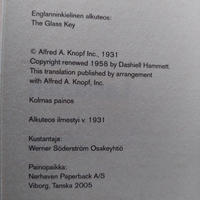 Englanninkielinen alkuteos:
The Glass Key
© Alfred A. Knopf Inc., 1931
Copyright renewed 1958 by Dashiell Hammett.
This translation published by arrangement
with Alfred A. Knopf, Inc.
Kolmas painos
Alkuteos ilmestyi v. 1931
Kustantaja:
Werner Söderström Osakeyhtiö
Painopaikka:
Nørhaven Paperback A/S
Viborg, Tanska 2005